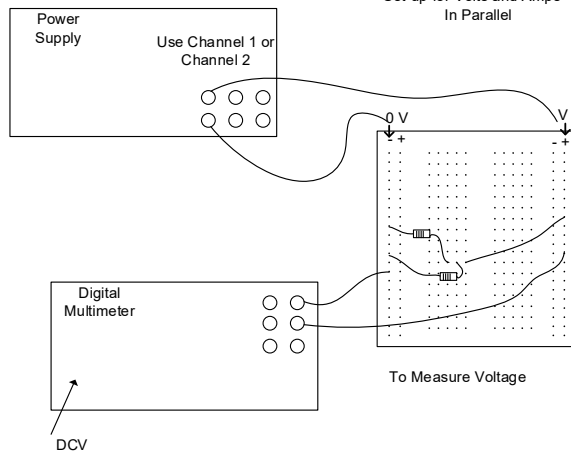 Set-up for Volts and Amps
In Parallel
Power
Supply
Use Channel 1 or
Channel 2
0 V
V
- +
- +
Digital
Multimeter
To Measure Voltage
DCV